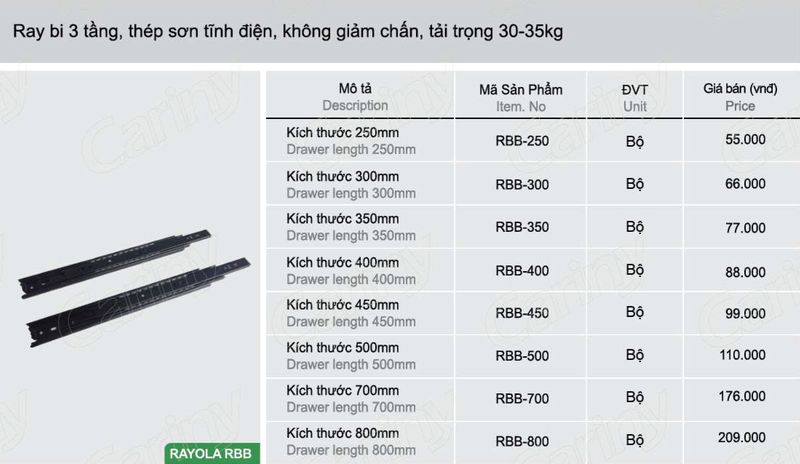 Ray bi 3 tầng, thép sơn tĩnh điện, không giảm chấn, tải trọng 30-35kg
Mô tả Mã Sản Phẩm ĐVT Giá bán (vnđ)
Description Item. No Unit Price
Kích thước 250mm
Drawer length 250mm
RBB-250 Bộ 55.000
Kích thước 300mm
Drawer length 300mm
RBB-300 Bộ 66.000
Kích thước 350mm
Drawer length 350mm
RBB-350 Bộ 77.000
Kích thước 400mm
Drawer length 400mm
RBB-400 Bộ 88.000
Kích thước 450mm
Drawer length 450mm
RBB-450 Bộ 99.000
Kích thước 500mm
Drawer length 500mm
RBB-500 Bộ 110.000
Kích thước 700mm
Drawer length 700mm
RBB-700 Bộ 176.000
Kích thước 800mm
Drawer length 800mm
RBB-800 Bộ 209.000
RAYOLA RBB
Cariny